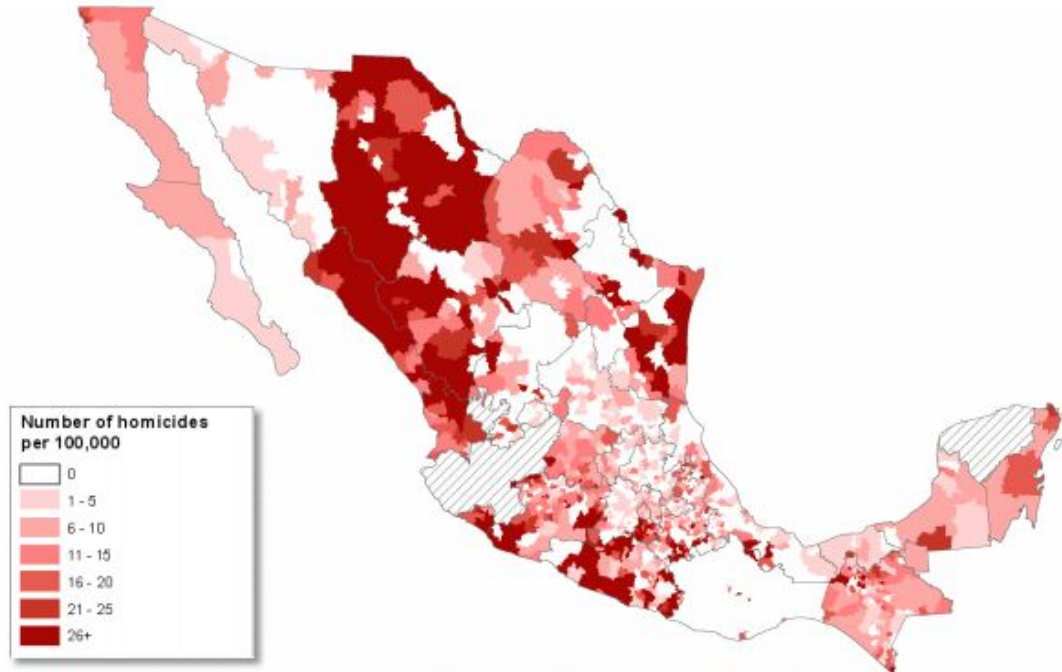 Number of homicides
per 100,000
0
1 - 5
6 - 10
11 - 15
16 - 20
21 - 25
26+